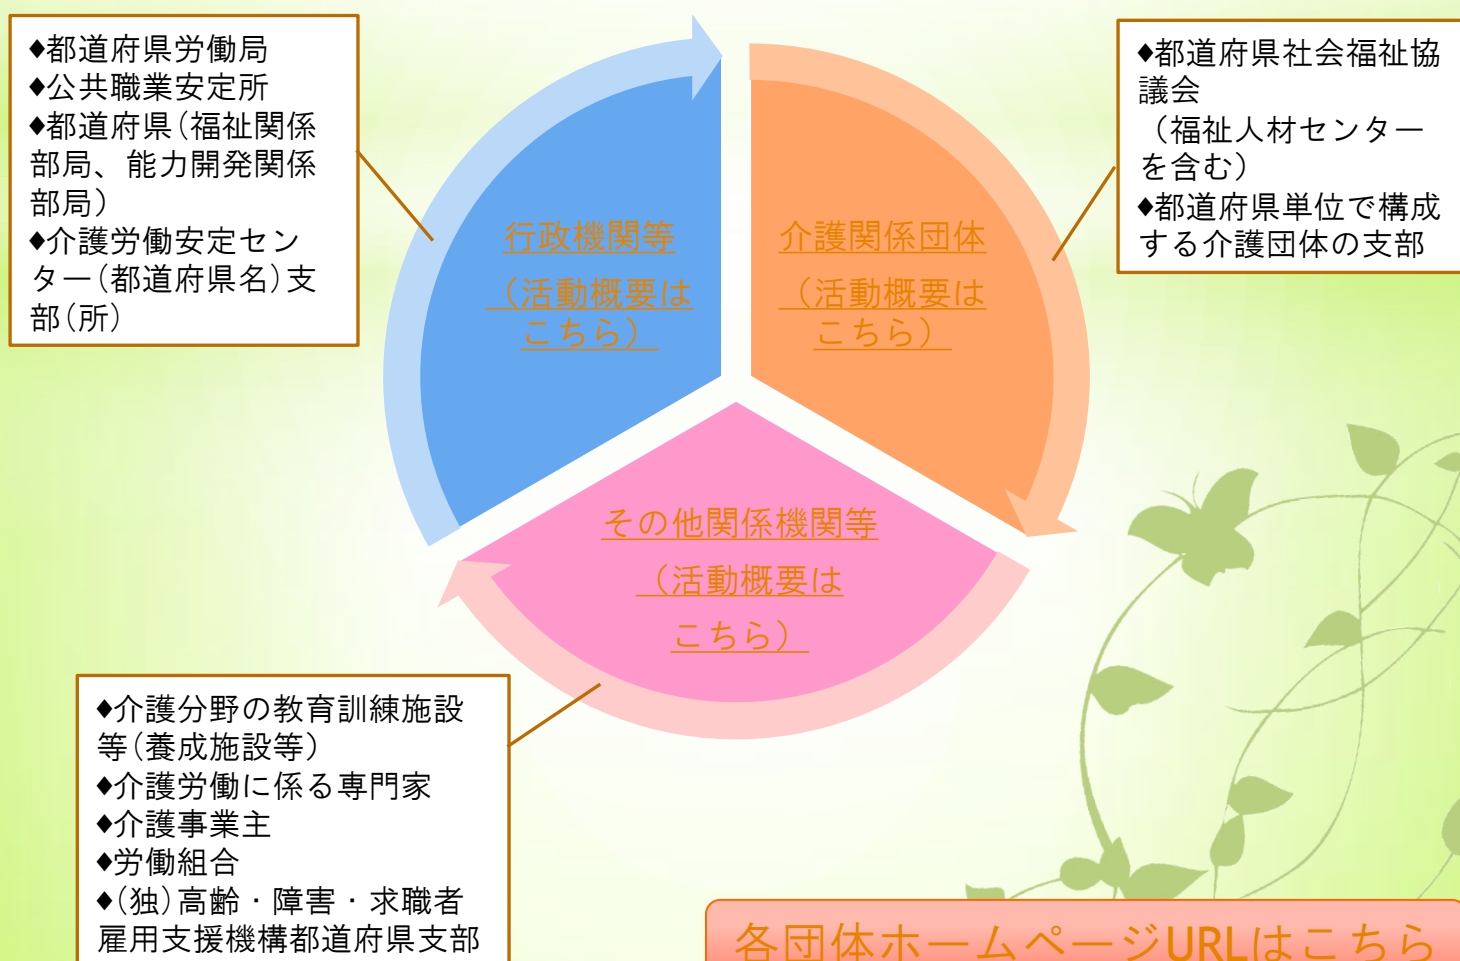 ♦都道府県労働局
♦公共職業安定所
♦都道府県(福祉関係
部局、能力開発関係
部局)
♦介護労働安定セン
ター(都道府県名)支
部(所)
♦都道府県社会福祉協
議会
(福祉人材センター
を含む)
♦都道府県単位で構成
する介護団体の支部
行政機関等
(活動概要は
こちら)
介護関係団体
(活動概要は
こちら)
その他関係機関等
(活動概要は
こちら)
♦介護分野の教育訓練施設
等(養成施設等)
♦介護労働に係る専門家
♦介護事業主
♦労働組合
♦(独)高齢・障害・求職者
雇用支援機構都道府県支部
各団体ホームページURLはこちら